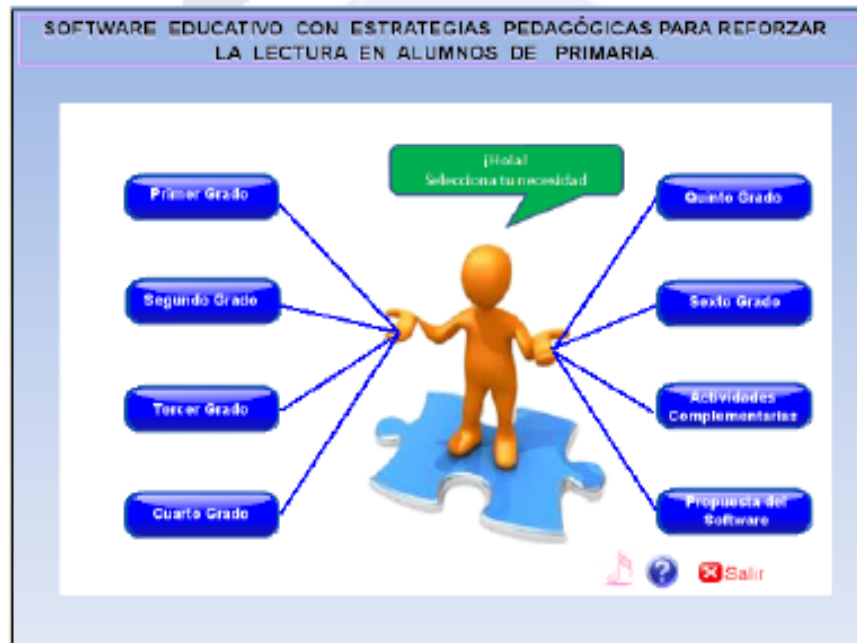 SOFTWARE EDUCATIVO CON ESTRATEGIAS PEDAGÓGICAS PARA REFORZAR
LA LECTURA EN ALUMNOS DE PRIMARIA.
¡Hola!
Selecciona tu necesidad
Primer Grado
Segundo Grado
Tercer Grado
Cuarto Grado
Quinto Grado
Sexto Grado
Actividades
Complementarias
Propuesta del
Software
?
Salir